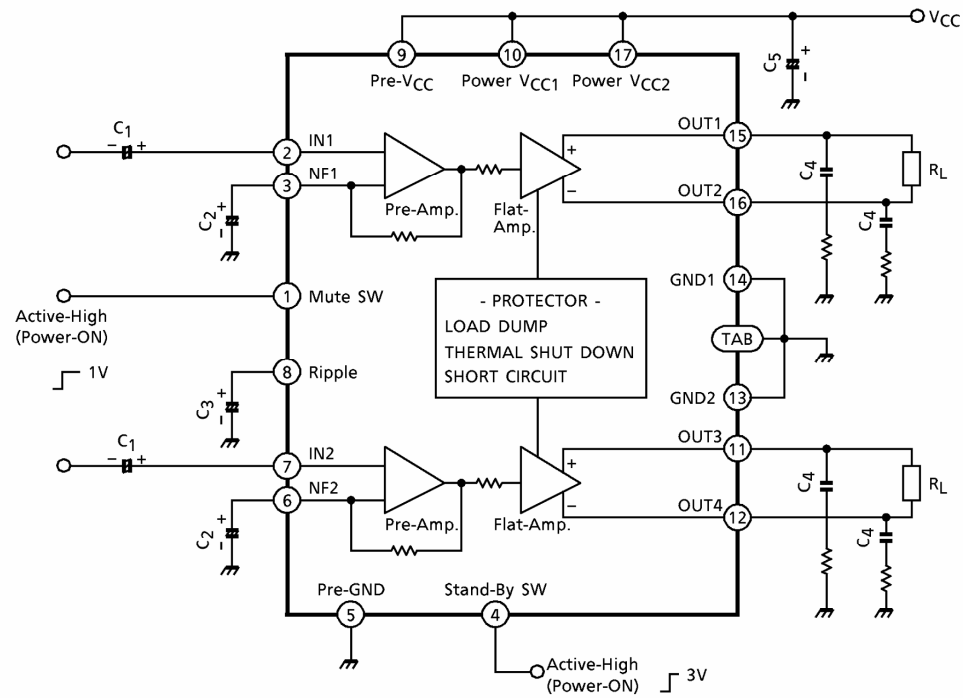 VCC
9
10
17
Pre-VCC
Power VCC1
Power VCC2
C5
+
-
C1
- +
2
IN1
OUT1
15
+
3
NF1
Pre-Amp.
Flat-
Amp.
-
OUT2
16
C2
+
-
C4
RL
C4
1
Mute SW
Active-High
(Power-ON)
1V
- PROTECTOR -
LOAD DUMP
THERMAL SHUT DOWN
SHORT CIRCUIT
GND1
14
TAB
GND2
13
8
Ripple
C3
+
-
C1
- +
7
IN2
OUT3
11
+
6
NF2
Pre-Amp.
Flat-Amp.
-
OUT4
12
C2
+
-
C4
RL
C4
Pre-GND
5
Stand-By SW
4
Active-High
(Power-ON)
3V